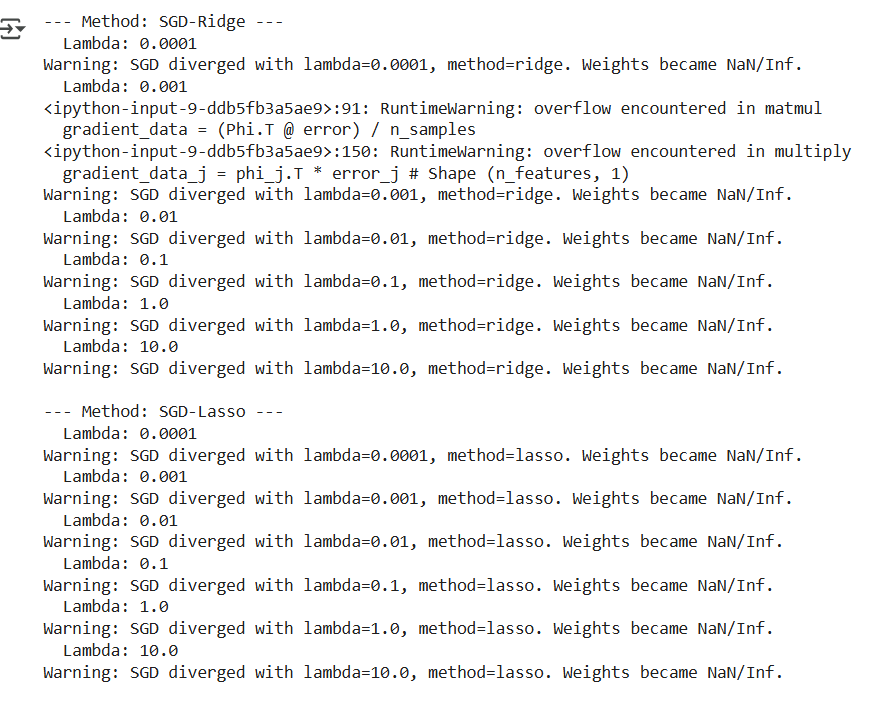 --- Method: SGD-Ridge ---
  Lambda: 0.0001
Warning: SGD diverged with lambda=0.0001, method=ridge. Weights became NaN/Inf.
  Lambda: 0.001
<ipython-input-9-ddb5fb3a5ae9>:91: RuntimeWarning: overflow encountered in matmul
  gradient_data = (Phi.T @ error) / n_samples
<ipython-input-9-ddb5fb3a5ae9>:150: RuntimeWarning: overflow encountered in multiply
  gradient_data_j = phi_j.T * error_j # Shape (n_features, 1)
Warning: SGD diverged with lambda=0.001, method=ridge. Weights became NaN/Inf.
  Lambda: 0.01
Warning: SGD diverged with lambda=0.01, method=ridge. Weights became NaN/Inf.
  Lambda: 0.1
Warning: SGD diverged with lambda=0.1, method=ridge. Weights became NaN/Inf.
  Lambda: 1.0
Warning: SGD diverged with lambda=1.0, method=ridge. Weights became NaN/Inf.
  Lambda: 10.0
Warning: SGD diverged with lambda=10.0, method=ridge. Weights became NaN/Inf.

--- Method: SGD-Lasso ---
  Lambda: 0.0001
Warning: SGD diverged with lambda=0.0001, method=lasso. Weights became NaN/Inf.
  Lambda: 0.001
Warning: SGD diverged with lambda=0.001, method=lasso. Weights became NaN/Inf.
  Lambda: 0.01
Warning: SGD diverged with lambda=0.01, method=lasso. Weights became NaN/Inf.
  Lambda: 0.1
Warning: SGD diverged with lambda=0.1, method=lasso. Weights became NaN/Inf.
  Lambda: 1.0
Warning: SGD diverged with lambda=1.0, method=lasso. Weights became NaN/Inf.
  Lambda: 10.0
Warning: SGD diverged with lambda=10.0, method=lasso. Weights became NaN/Inf.